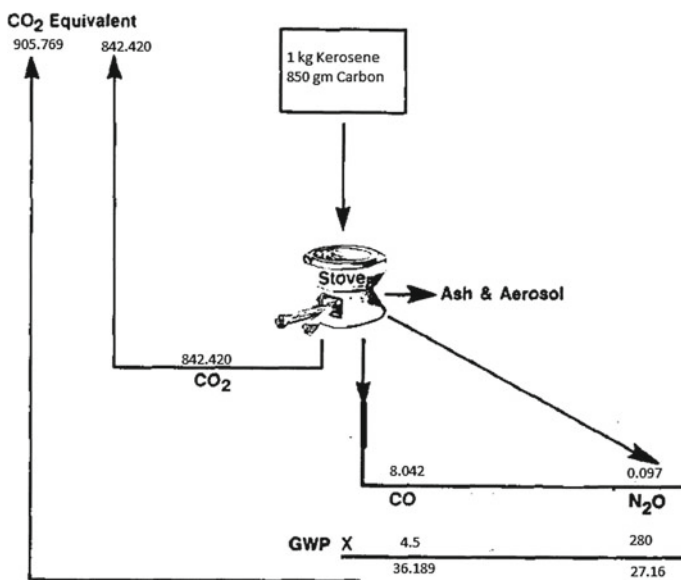 CO2 Equivalent
905.769 842.420
1 kg Kerosene
850 gm Carbon
Stove
Ash & Aerosol
842.420
CO2
8.042 0.097
CO N2O
GWP X 4.5 280
36.189 27.16